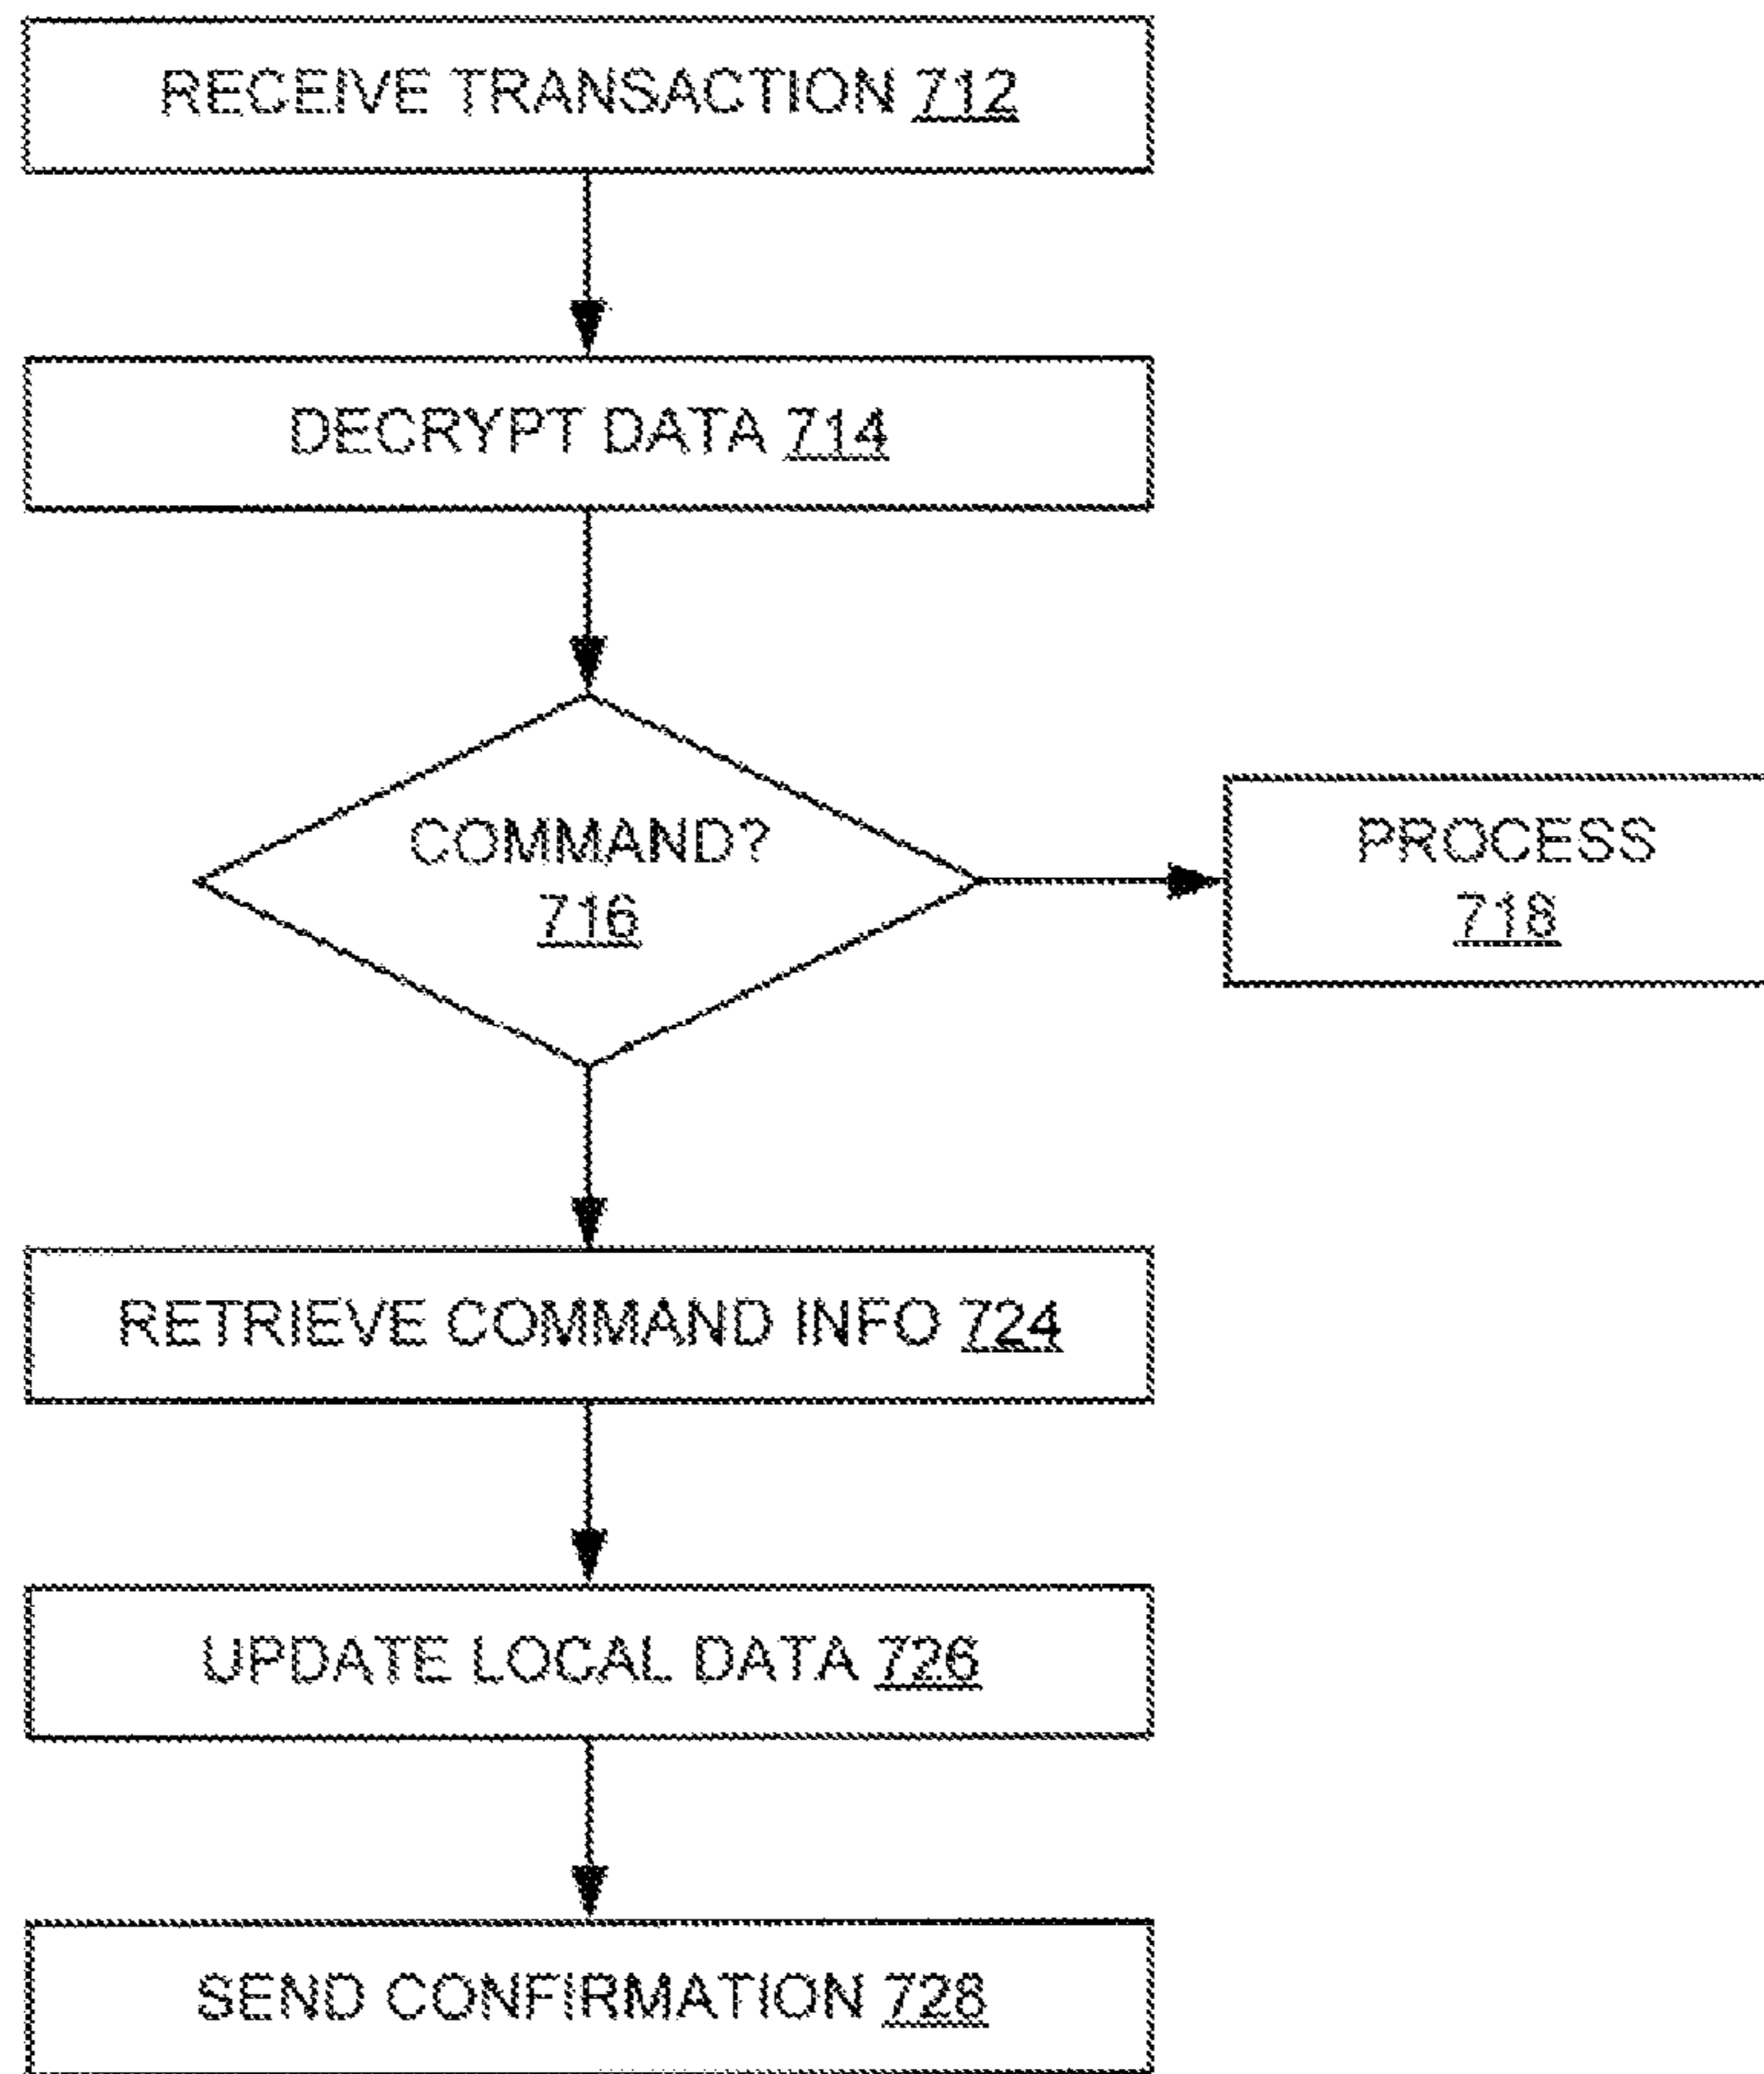 RECEIVE TRANSACTION 712
DECRYPT DATA 714
COMMAND?
716
PROCESS
718
RETRIEVE COMMAND INFO 724
UPDATE LOCAL DATA 726
SEND CONFIRMATION 728